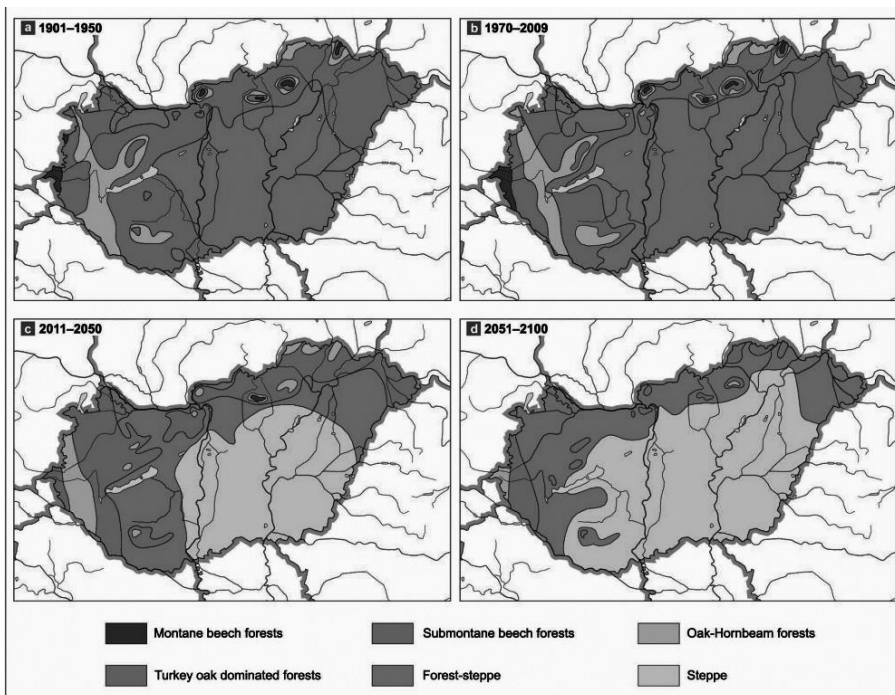 a 1901–1950
b 1970–2009
c 2011–2050
d 2051–2100
Montane beech forests
Submontane beech forests
Oak-Hornbeam forests
Turkey oak dominated forests
Forest-steppe
Steppe